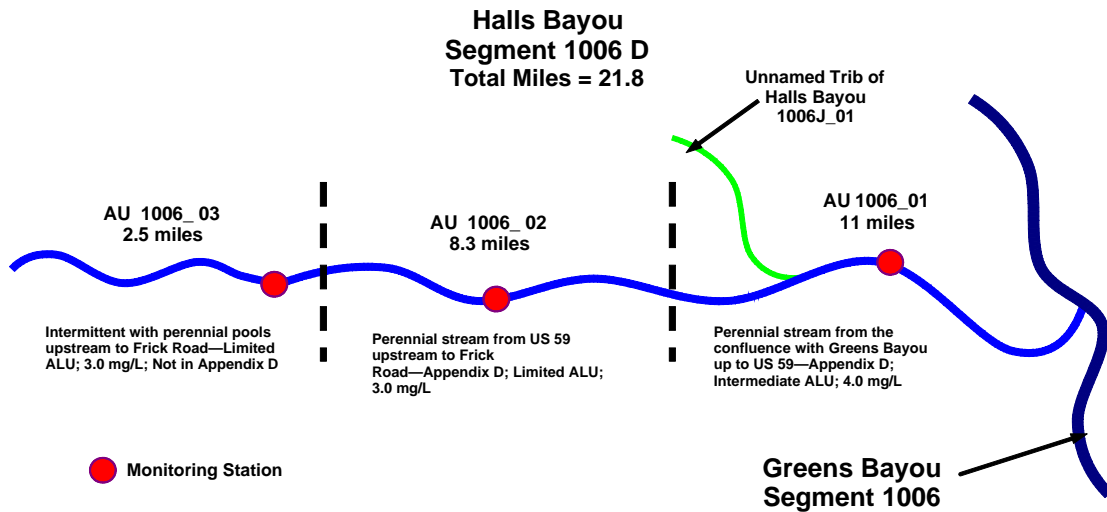 Halls Bayou
Segment 1006 D
Total Miles = 21.8
Unnamed Trib of
Halls Bayou
1006J_01
AU 1006_ 03
2.5 miles
AU 1006_ 02
8.3 miles
AU 1006_01
11 miles
Intermittent with perennial pools
upstream to Frick Road—Limited
ALU; 3.0 mg/L; Not in Appendix D
Perennial stream from US 59
upstream to Frick
Road—Appendix D; Limited ALU;
3.0 mg/L
Perennial stream from the
confluence with Greens Bayou
up to US 59—Appendix D;
Intermediate ALU; 4.0 mg/L
Monitoring Station
Greens Bayou
Segment 1006